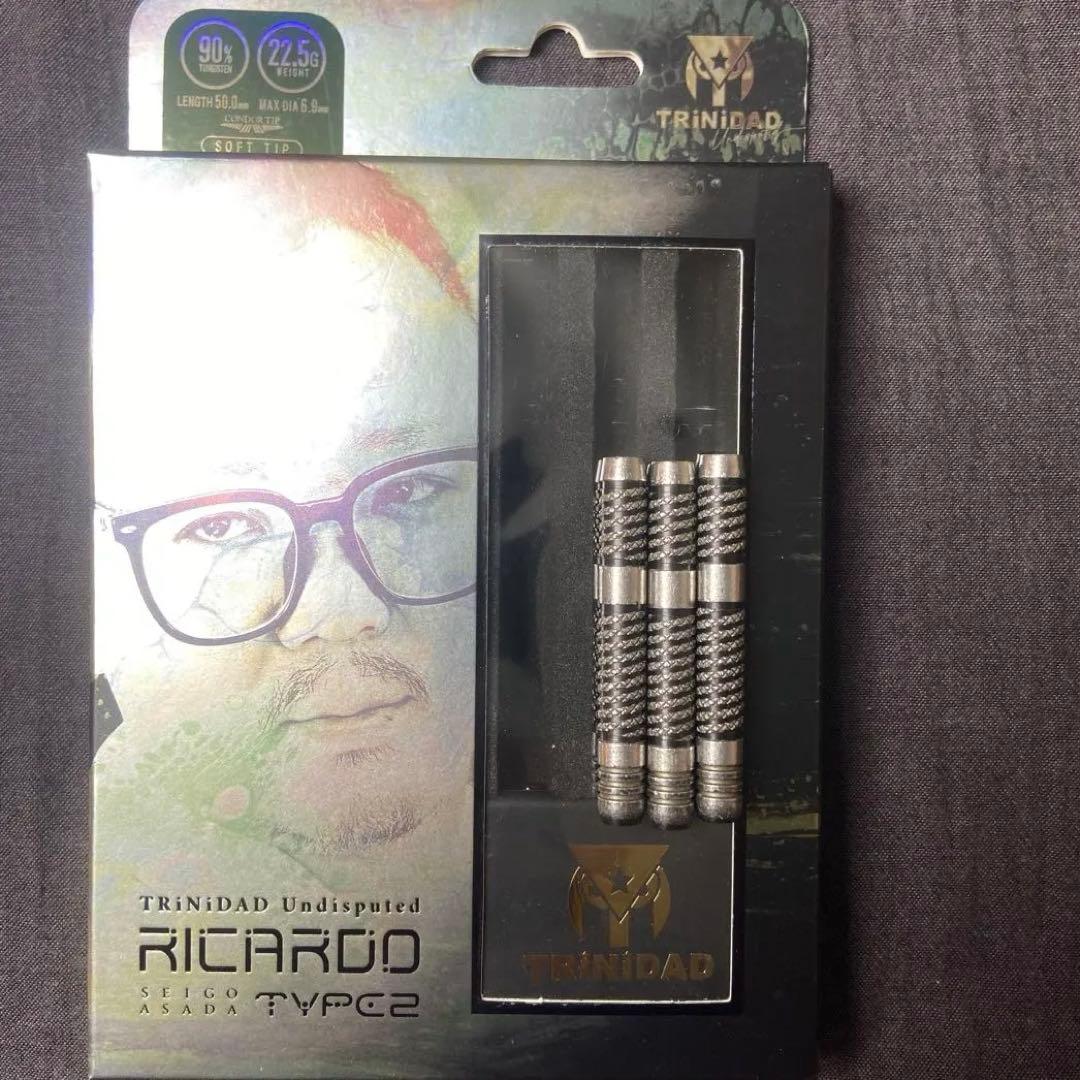 90%
TUNGSTEN
22.5G
WEIGHT
LENGTH 50.0mm MAX DIA 6.9mm
CONDOR TIP
SOFT TIP
TRiNiDAD
TRiNiDAD Undisputed
RICARDO
SEIGO
ASADA
TYPE2
TRiNiDAD